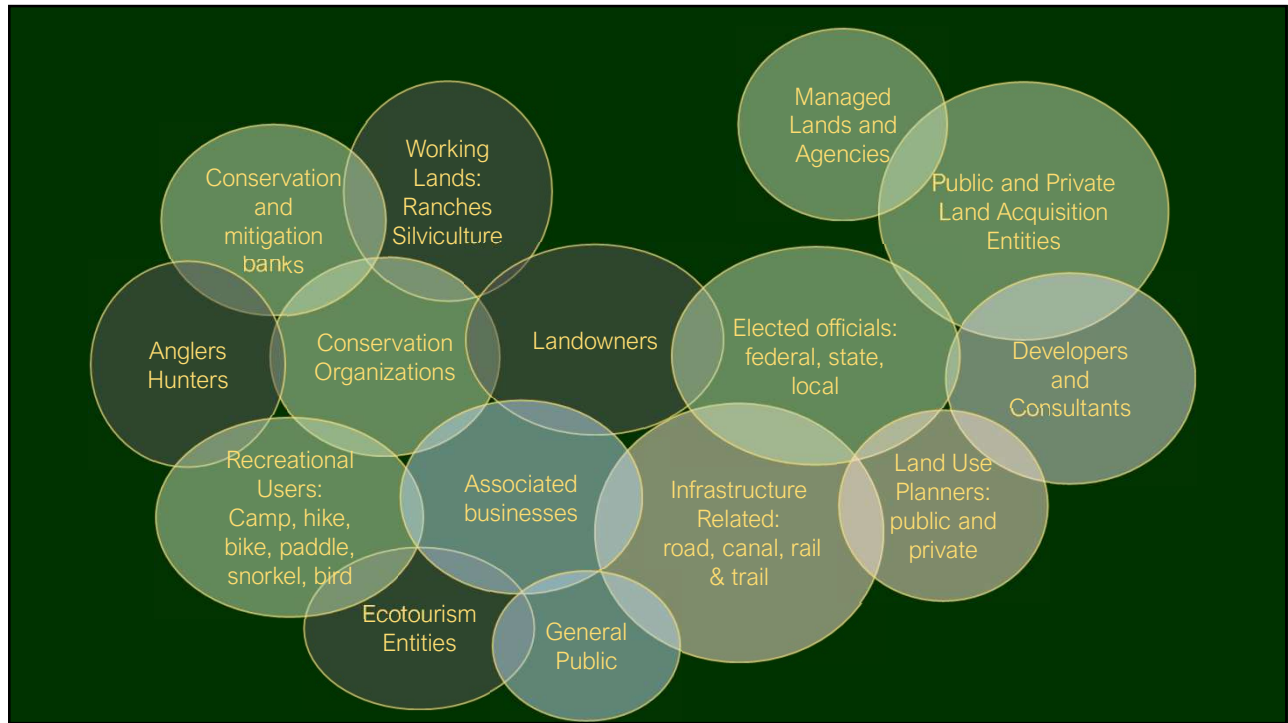 Managed
Lands and
Agencies
Working
Lands:
Ranches
Silviculture
Conservation
and
mitigation
banks
Public and Private
Land Acquisition
Entities
Anglers
Hunters
Conservation
Organizations
Landowners
Elected officials:
federal, state,
local
Developers
and
Consultants
Recreational
Users:
Camp, hike,
bike, paddle,
snorkel, bird
Associated
businesses
Infrastructure
Related:
road, canal, rail
& trail
Land Use
Planners:
public and
private
Ecotourism
Entities
General
Public